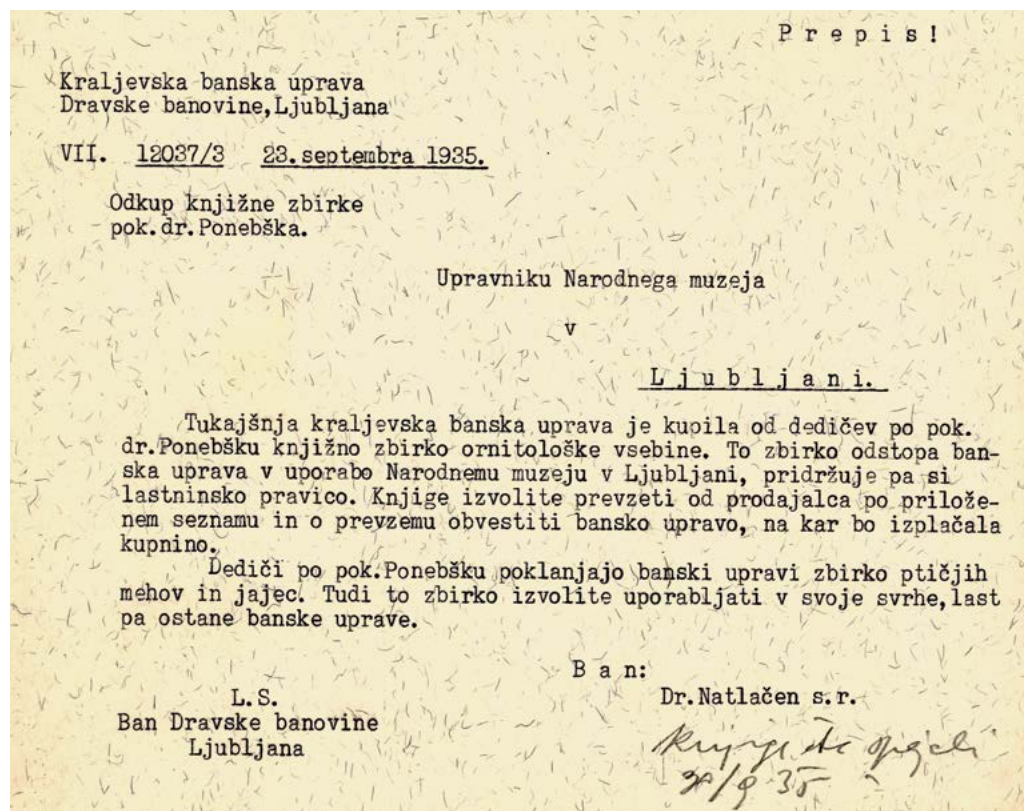 Prepis!
Kraljevska banska uprava
Dravske banovine,Ljubljana
VII. 12037/3 23.septembra 1935.
Odkup knjižne zbirke
pok.dr.Ponebška.
Upravniku Narodnega muzeja
v
Ljubljani.
Tukajšnja kraljevska banska uprava je kupila od dedičev po pok.
dr.Ponebšku knjižno zbirko ornitološke vsebine. To zbirko odstopa ban-
ska uprava v uporabo Narodnemu muzeju v Ljubljani, pridržuje pa si
lastninsko pravico. Knjige izvolite prevzeti od prodajalca po prilože-
nem seznamu in o prevzemu obvestiti bansko upravo, na kar bo izplačala
kupnino.
Dediči po pok.Ponebšku poklanjajo banski upravi zbirko ptičjih
mehov in jajec. Tudi to zbirko izvolite uporabljati v svoje svrhe,last
pa ostane banske uprave.
Ban:
L.S.
Dr.Natlačen s.r.
Ban Dravske banovine
Ljubljana